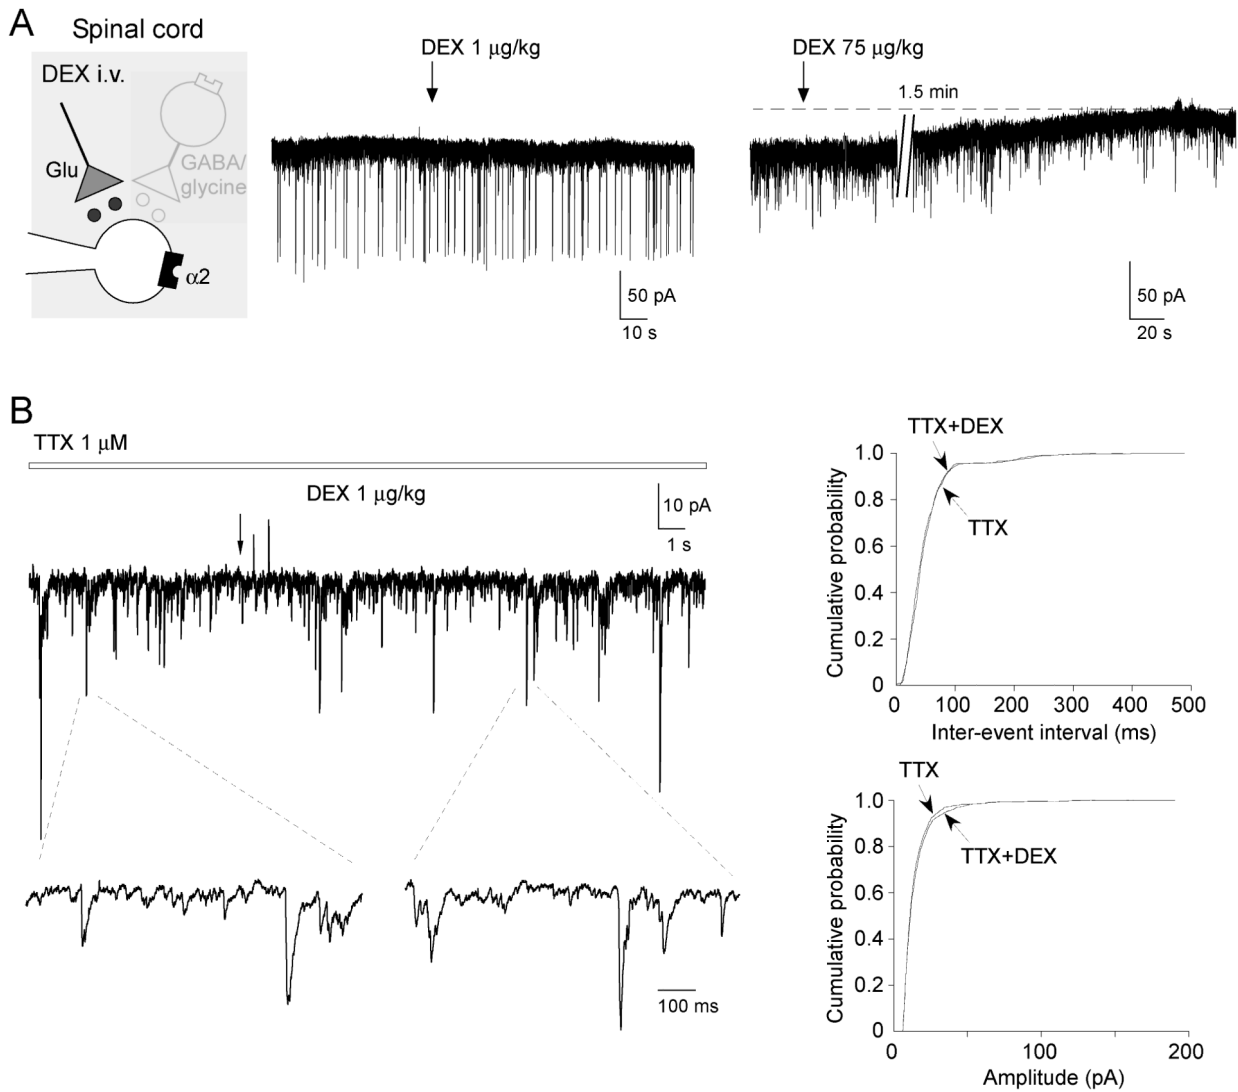 A
Spinal cord
DEX i.v.
Glu
GABA/
glycine
α2
DEX 1 μg/kg
50 pA
10 s
DEX 75 μg/kg
1.5 min
50 pA
20 s
B
TTX 1 μM
DEX 1 μg/kg
10 pA
1 s
100 ms
TTX+DEX
TTX
Cumulative probability
1.0
0.8
0.6
0.4
0.2
0
0 100 200 300 400 500
Inter-event interval (ms)
TTX
TTX+DEX
Cumulative probability
1.0
0.8
0.6
0.4
0.2
0
0 100 200
Amplitude (pA)